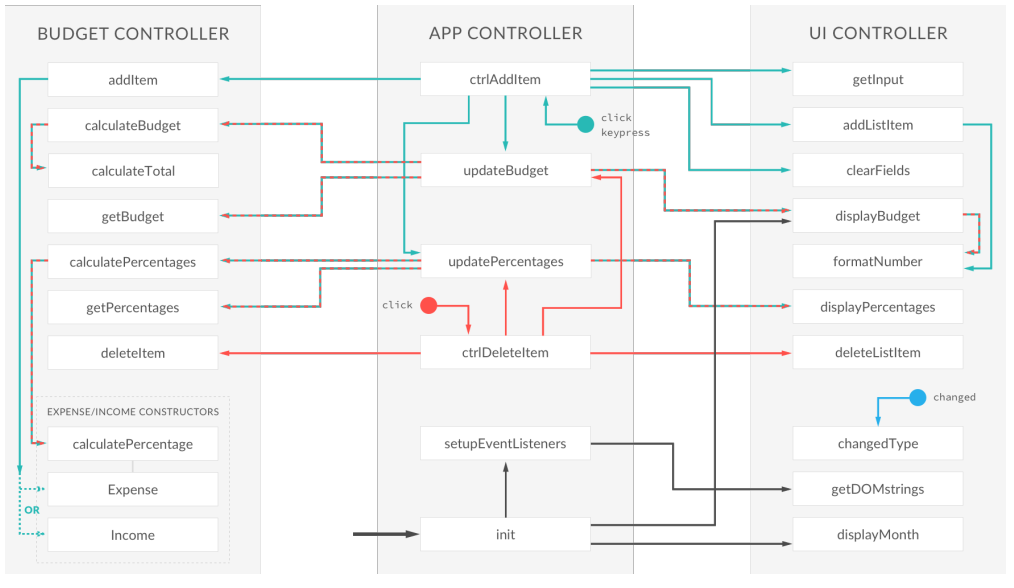 BUDGET CONTROLLER
addItem
calculateBudget
calculateTotal
getBudget
calculatePercentages
getPercentages
deleteItem
EXPENSE/INCOME CONSTRUCTORS
calculatePercentage
Expense
OR
Income
APP CONTROLLER
ctrlAddItem
click
keypress
updateBudget
updatePercentages
click
ctrlDeleteItem
setupEventListeners
init
UI CONTROLLER
getInput
addListItem
clearFields
displayBudget
formatNumber
displayPercentages
deleteListItem
changed
changedType
getDOMstrings
displayMonth